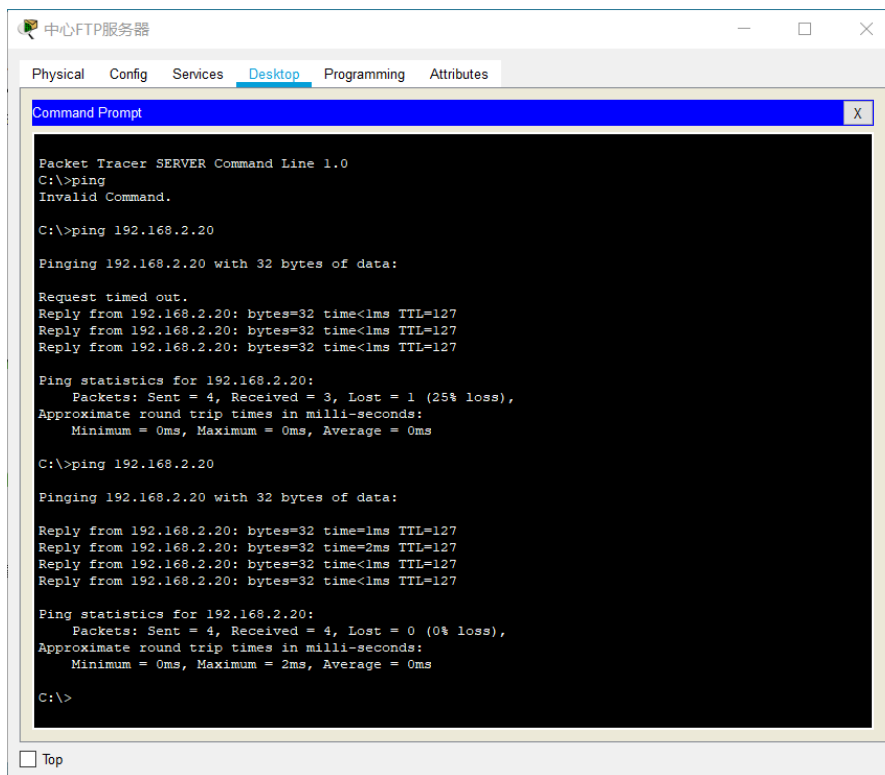 中心FTP服务器
Physical Config Services Desktop Programming Attributes
Command Prompt X
Packet Tracer SERVER Command Line 1.0
C:\>ping
Invalid Command.
C:\>ping 192.168.2.20
Pinging 192.168.2.20 with 32 bytes of data:
Request timed out.
Reply from 192.168.2.20: bytes=32 time<1ms TTL=127
Reply from 192.168.2.20: bytes=32 time<1ms TTL=127
Reply from 192.168.2.20: bytes=32 time<1ms TTL=127
Ping statistics for 192.168.2.20:
Packets: Sent = 4, Received = 3, Lost = 1 (25% loss),
Approximate round trip times in milli-seconds:
Minimum = 0ms, Maximum = 0ms, Average = 0ms
C:\>ping 192.168.2.20
Pinging 192.168.2.20 with 32 bytes of data:
Reply from 192.168.2.20: bytes=32 time=1ms TTL=127
Reply from 192.168.2.20: bytes=32 time=2ms TTL=127
Reply from 192.168.2.20: bytes=32 time<1ms TTL=127
Reply from 192.168.2.20: bytes=32 time<1ms TTL=127
Ping statistics for 192.168.2.20:
Packets: Sent = 4, Received = 4, Lost = 0 (0% loss),
Approximate round trip times in milli-seconds:
Minimum = 0ms, Maximum = 2ms, Average = 0ms
C:\>
Top